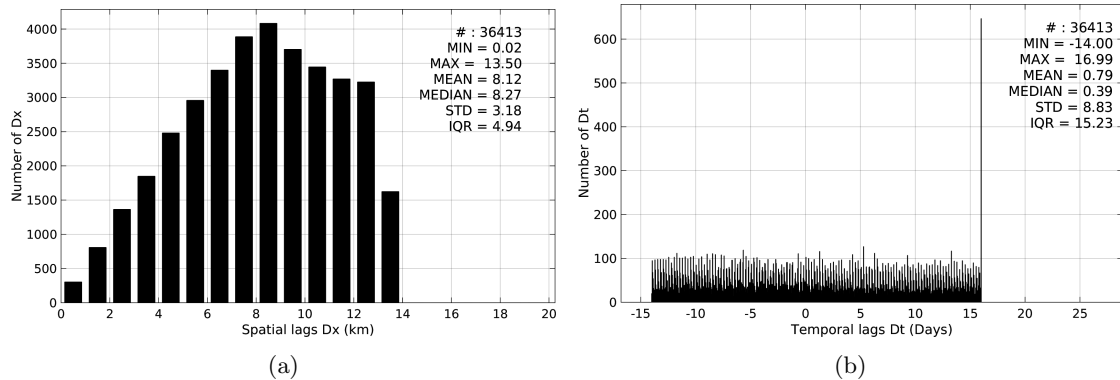 4000
3500
3000
2500
2000
1500
1000
500
0
Number of Dx
# : 36413
MIN = 0.02
MAX = 13.50
MEAN = 8.12
MEDIAN = 8.27
STD = 3.18
IQR = 4.94
0 2 4 6 8 10 12 14 16 18 20
Spatial lags Dx (km)
(a)
600
500
400
300
200
100
0
Number of Dt
# : 36413
MIN = -14.00
MAX = 16.99
MEAN = 0.79
MEDIAN = 0.39
STD = 8.83
IQR = 15.23
-15 -10 -5 0 5 10 15 20 25
Temporal lags Dt (Days)
(b)